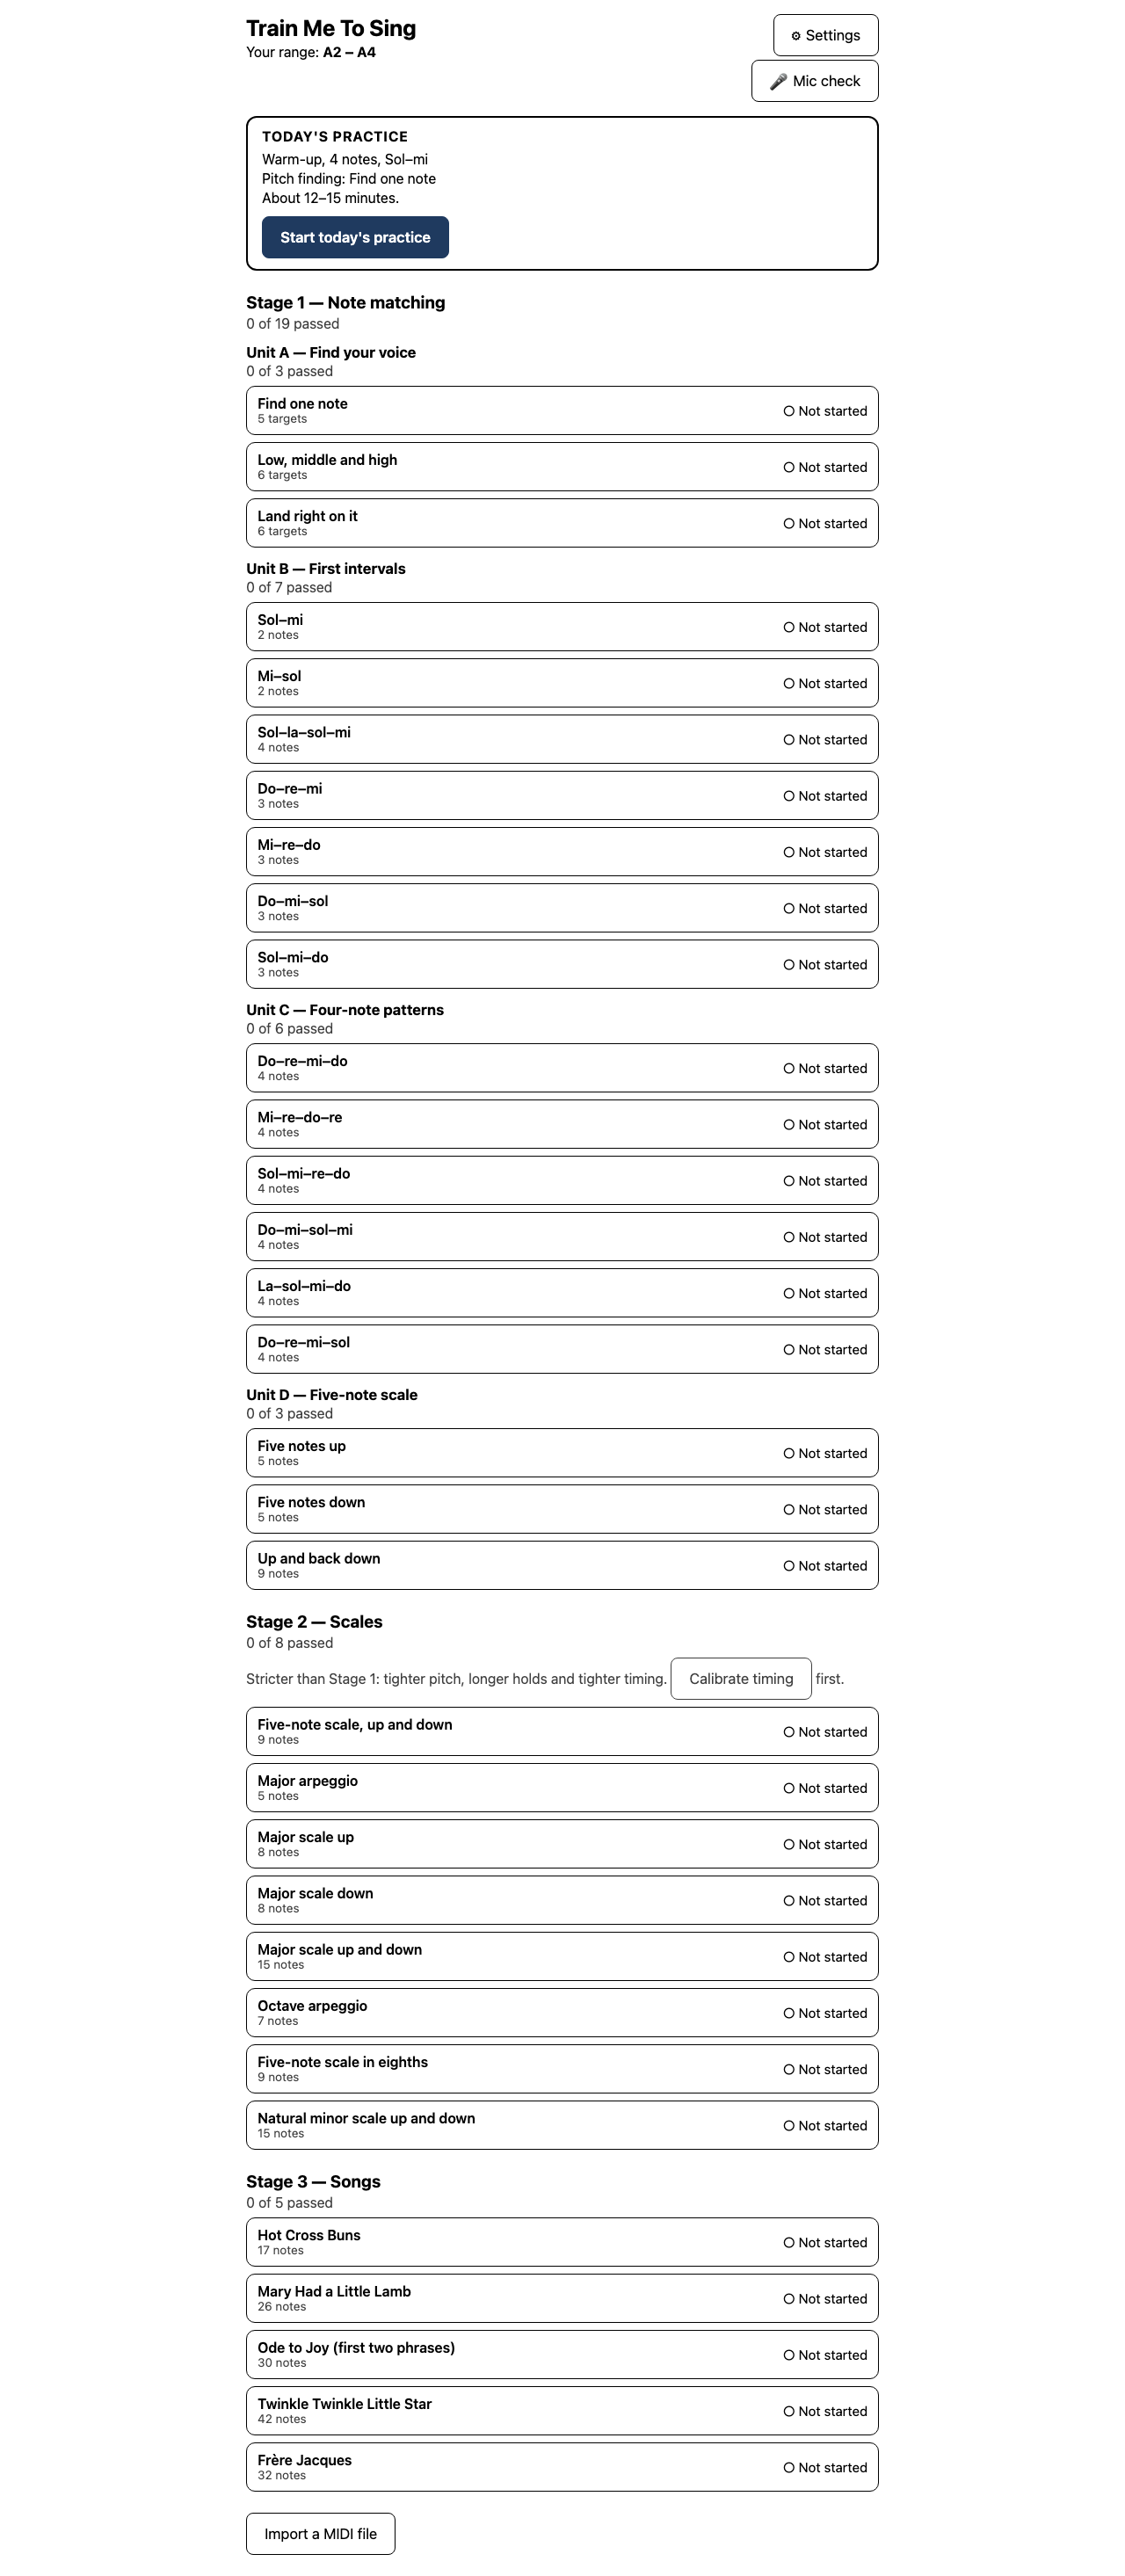 Train Me To Sing
Your range: A2 – A4
⚙ Settings
🎤 Mic check
TODAY'S PRACTICE
Warm-up, 4 notes, Sol–mi
Pitch finding: Find one note
About 12–15 minutes.
Start today's practice
Stage 1 — Note matching
0 of 19 passed
Unit A — Find your voice
0 of 3 passed
Find one note
5 targets
○ Not started
Low, middle and high
6 targets
○ Not started
Land right on it
6 targets
○ Not started
Unit B — First intervals
0 of 7 passed
Sol–mi
2 notes
○ Not started
Mi–sol
2 notes
○ Not started
Sol–la–sol–mi
4 notes
○ Not started
Do–re–mi
3 notes
○ Not started
Mi–re–do
3 notes
○ Not started
Do–mi–sol
3 notes
○ Not started
Sol–mi–do
3 notes
○ Not started
Unit C — Four-note patterns
0 of 6 passed
Do–re–mi–do
4 notes
○ Not started
Mi–re–do–re
4 notes
○ Not started
Sol–mi–re–do
4 notes
○ Not started
Do–mi–sol–mi
4 notes
○ Not started
La–sol–mi–do
4 notes
○ Not started
Do–re–mi–sol
4 notes
○ Not started
Unit D — Five-note scale
0 of 3 passed
Five notes up
5 notes
○ Not started
Five notes down
5 notes
○ Not started
Up and back down
9 notes
○ Not started
Stage 2 — Scales
0 of 8 passed
Stricter than Stage 1: tighter pitch, longer holds and tighter timing. Calibrate timing first.
Five-note scale, up and down
9 notes
○ Not started
Major arpeggio
5 notes
○ Not started
Major scale up
8 notes
○ Not started
Major scale down
8 notes
○ Not started
Major scale up and down
15 notes
○ Not started
Octave arpeggio
7 notes
○ Not started
Five-note scale in eighths
9 notes
○ Not started
Natural minor scale up and down
15 notes
○ Not started
Stage 3 — Songs
0 of 5 passed
Hot Cross Buns
17 notes
○ Not started
Mary Had a Little Lamb
26 notes
○ Not started
Ode to Joy (first two phrases)
30 notes
○ Not started
Twinkle Twinkle Little Star
42 notes
○ Not started
Frère Jacques
32 notes
○ Not started
Import a MIDI file